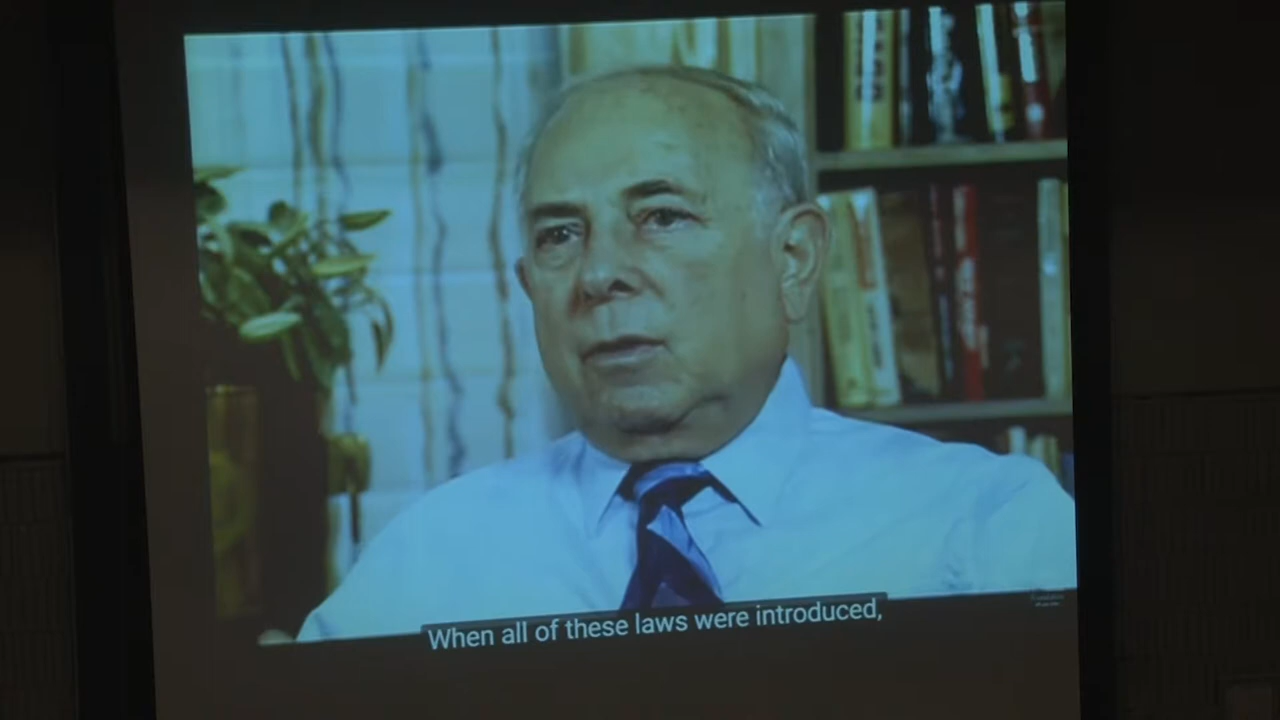 When all of these laws were introduced,